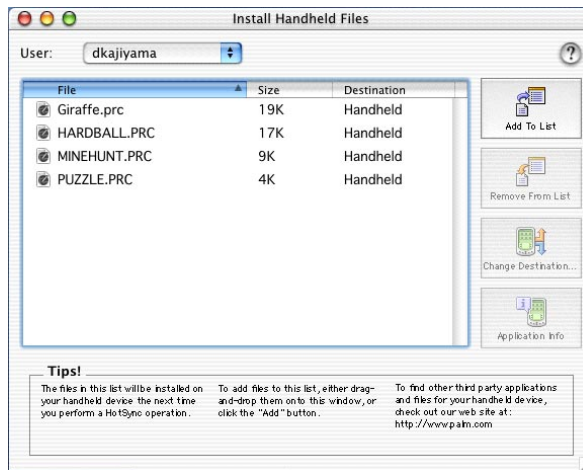 Install Handheld Files
User: dkajiyama
File Size Destination
Giraffe.prc 19K Handheld
HARDBALL.PRC 17K Handheld
MINEHUNT.PRC 9K Handheld
PUZZLE.PRC 4K Handheld
Add To List
Remove From List
Change Destination...
Application Info
Tips!
The files in this list will be installed on
your handheld device the next time
you perform a HotSync operation.
To add files to this list, either drag-
and-drop them onto this window, or
click the "Add" button.
To find other third party applications
and files for your handheld device,
check out our web site at:
http://www.palm.com